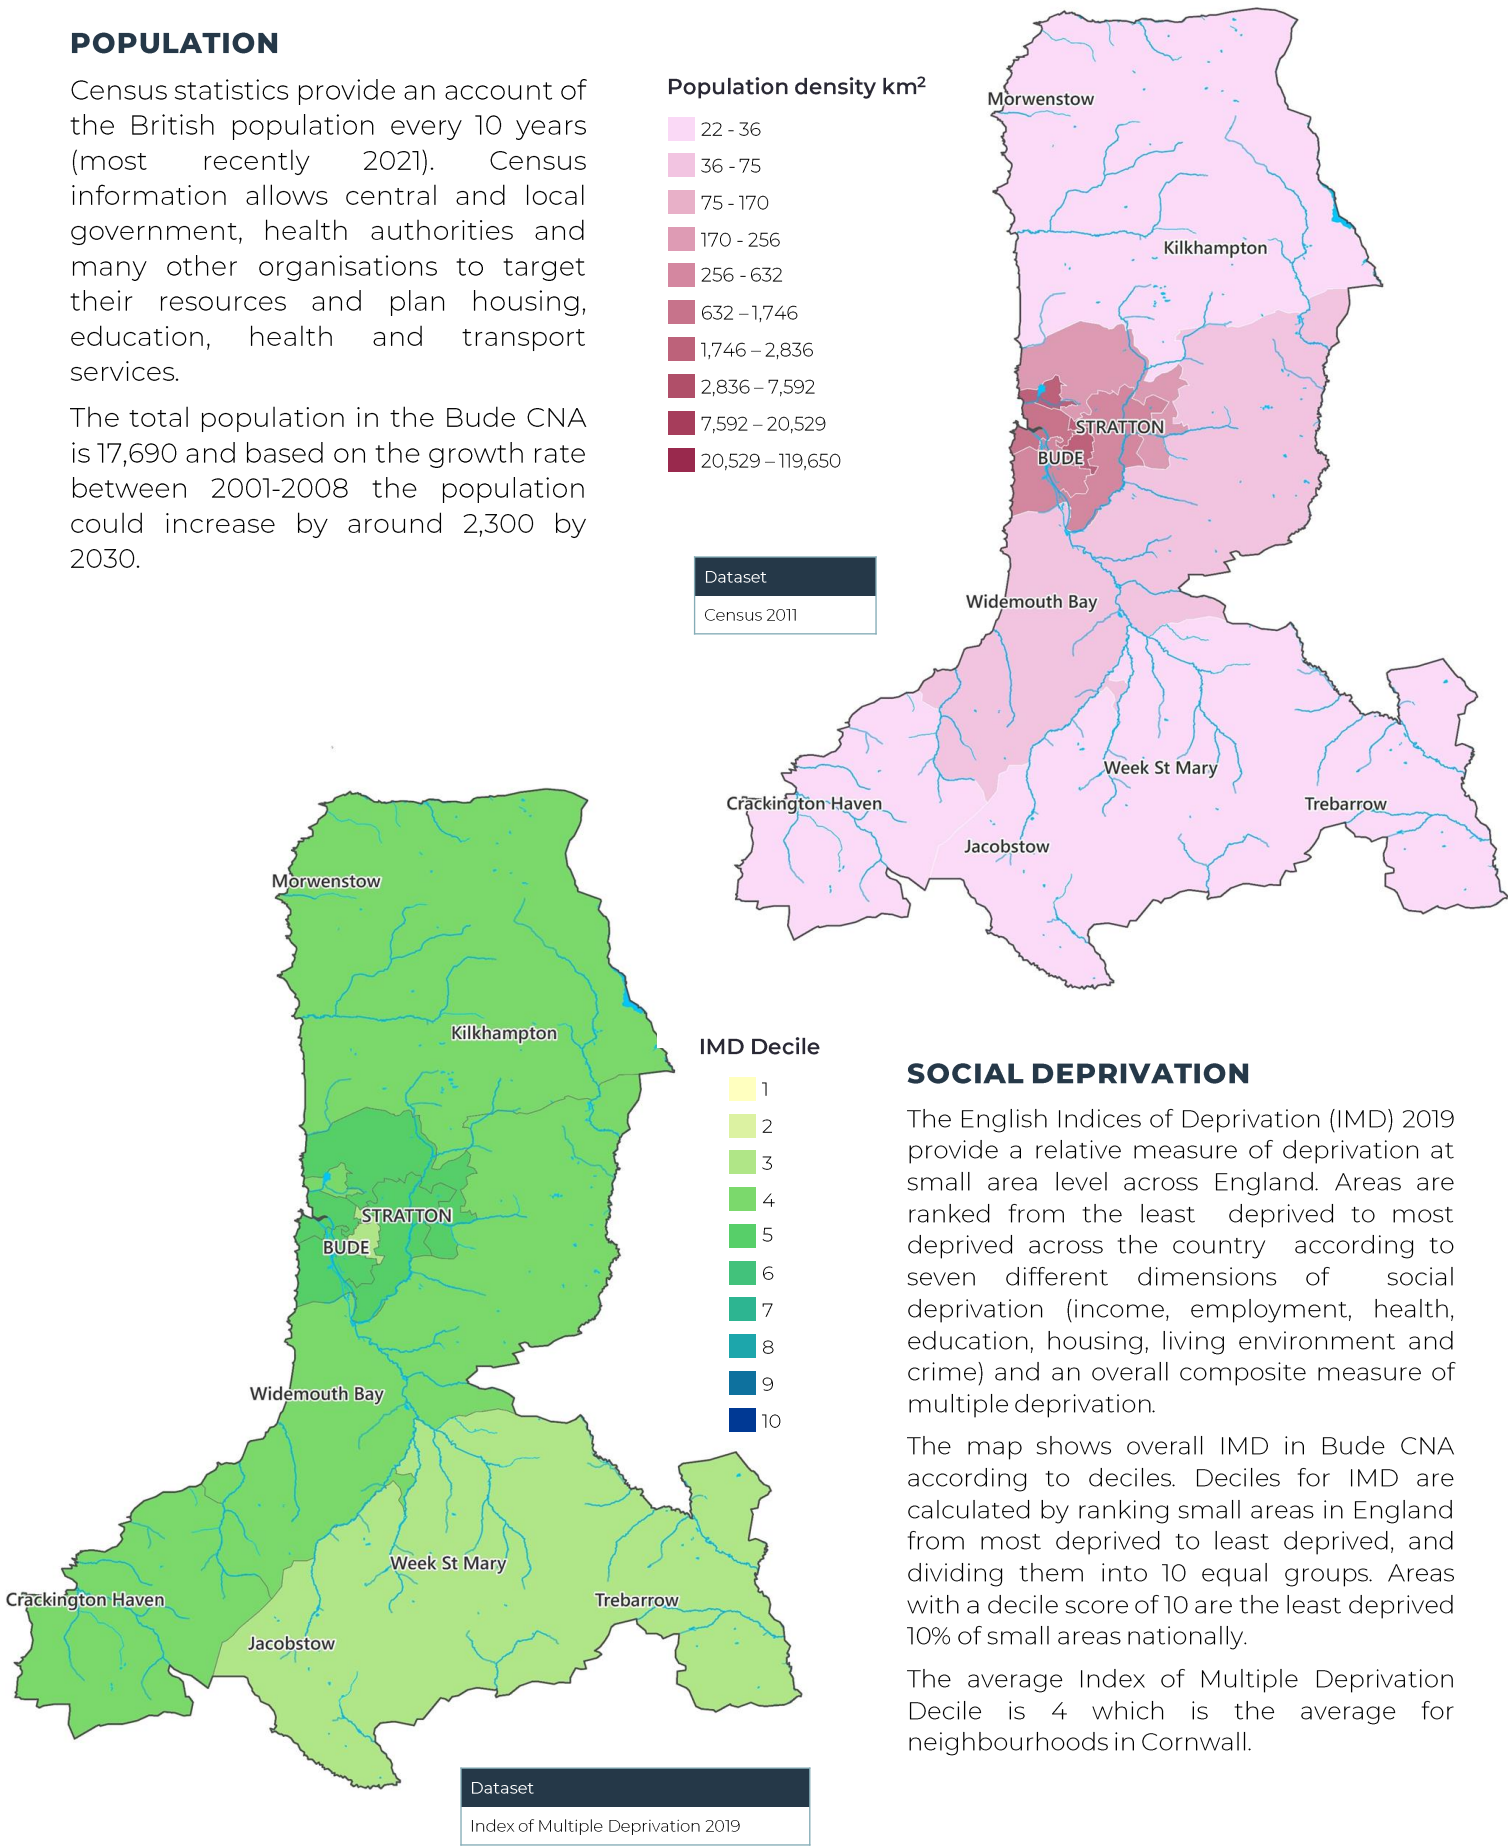 POPULATION
Census statistics provide an account of
the British population every 10 years
(most recently 2021). Census
information allows central and local
government, health authorities and
many other organisations to target
their resources and plan housing,
education, health and transport
services.
The total population in the Bude CNA
is 17,690 and based on the growth rate
between 2001-2008 the population
could increase by around 2,300 by
2030.
Population density km²
22 - 36
36 - 75
75 - 170
170 - 256
256 - 632
632 – 1,746
1,746 – 2,836
2,836 – 7,592
7,592 – 20,529
20,529 – 119,650
Dataset
Census 2011
Morwenstow
Kilkhampton
STRATTON
BUDE
Widemouth Bay
Week St Mary
Crackington Haven
Trebarrow
Jacobstow
Morwenstow
Kilkhampton
STRATTON
BUDE
Widemouth Bay
Week St Mary
Crackington Haven
Trebarrow
Jacobstow
IMD Decile
1
2
3
4
5
6
7
8
9
10
Dataset
Index of Multiple Deprivation 2019
SOCIAL DEPRIVATION
The English Indices of Deprivation (IMD) 2019
provide a relative measure of deprivation at
small area level across England. Areas are
ranked from the least deprived to most
deprived across the country according to
seven different dimensions of social
deprivation (income, employment, health,
education, housing, living environment and
crime) and an overall composite measure of
multiple deprivation.
The map shows overall IMD in Bude CNA
according to deciles. Deciles for IMD are
calculated by ranking small areas in England
from most deprived to least deprived, and
dividing them into 10 equal groups. Areas
with a decile score of 10 are the least deprived
10% of small areas nationally.
The average Index of Multiple Deprivation
Decile is 4 which is the average for
neighbourhoods in Cornwall.